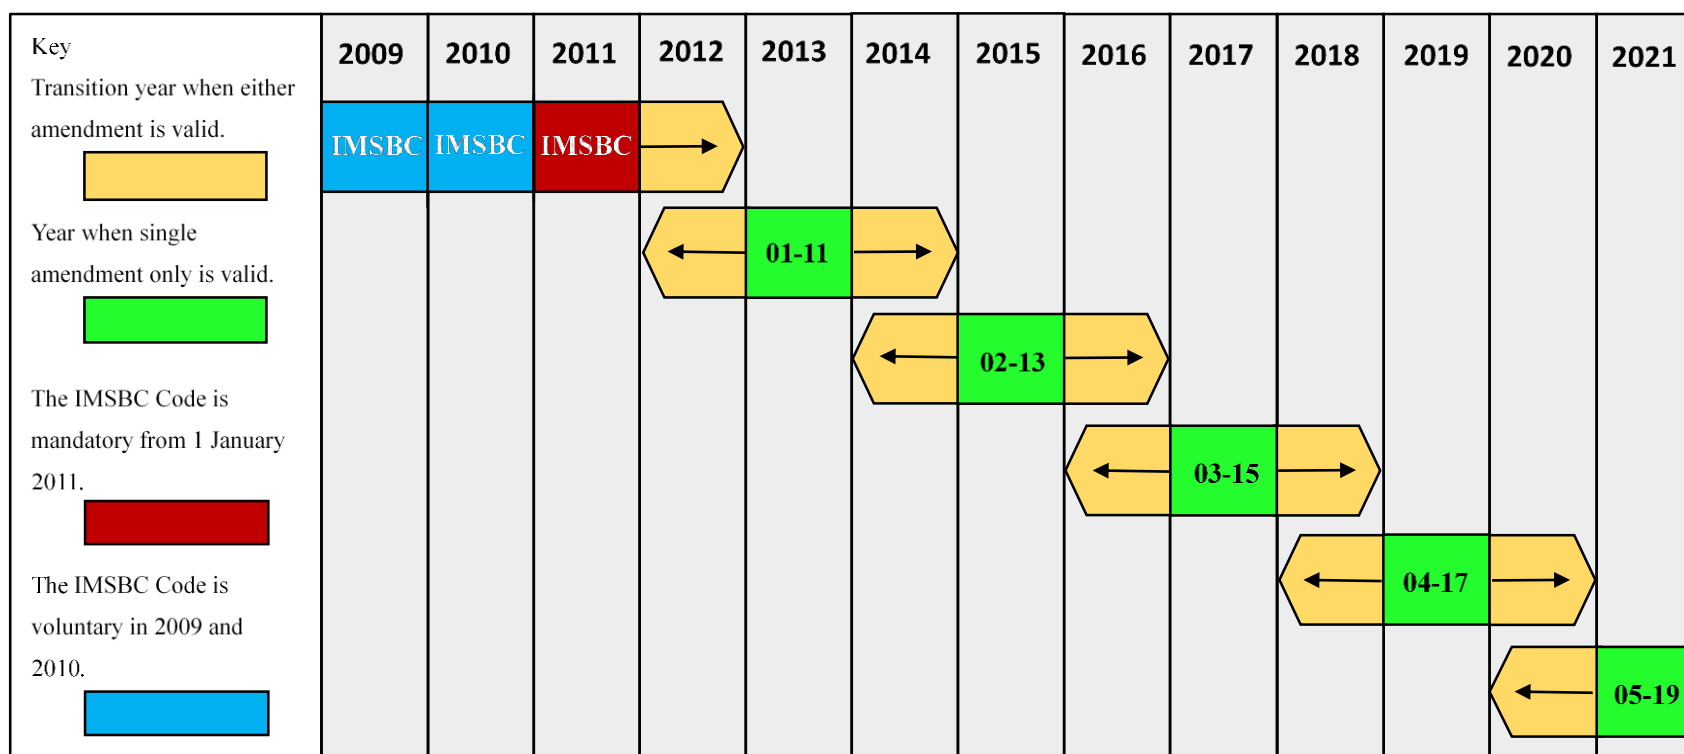 Key
Transition year when either
amendment is valid.
Year when single
amendment only is valid.
The IMSBC Code is
mandatory from 1 January
2011.
The IMSBC Code is
voluntary in 2009 and
2010.
2009 2010 2011 2012 2013 2014 2015 2016 2017 2018 2019 2020 2021
IMSBC IMSBC IMSBC
01-11
02-13
03-15
04-17
05-19